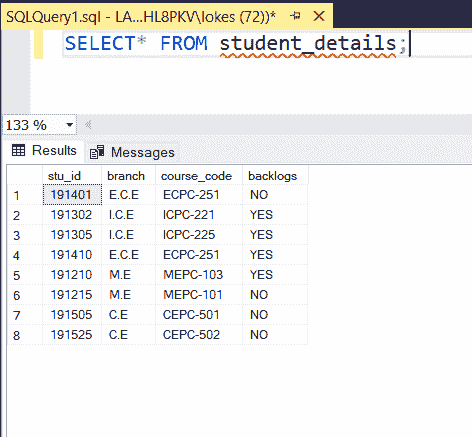 SQLQuery1.sql - LA...HL8PKV\lokes (72))*
SELECT* FROM student_details;
133 %
Results Messages
stu_id branch course_code backlogs
1 191401 E.C.E ECPC-251 NO
2 191302 I.C.E ICPC-221 YES
3 191305 I.C.E ICPC-225 YES
4 191410 E.C.E ECPC-251 YES
5 191210 M.E MEPC-103 YES
6 191215 M.E MEPC-101 NO
7 191505 C.E CEPC-501 NO
8 191525 C.E CEPC-502 NO